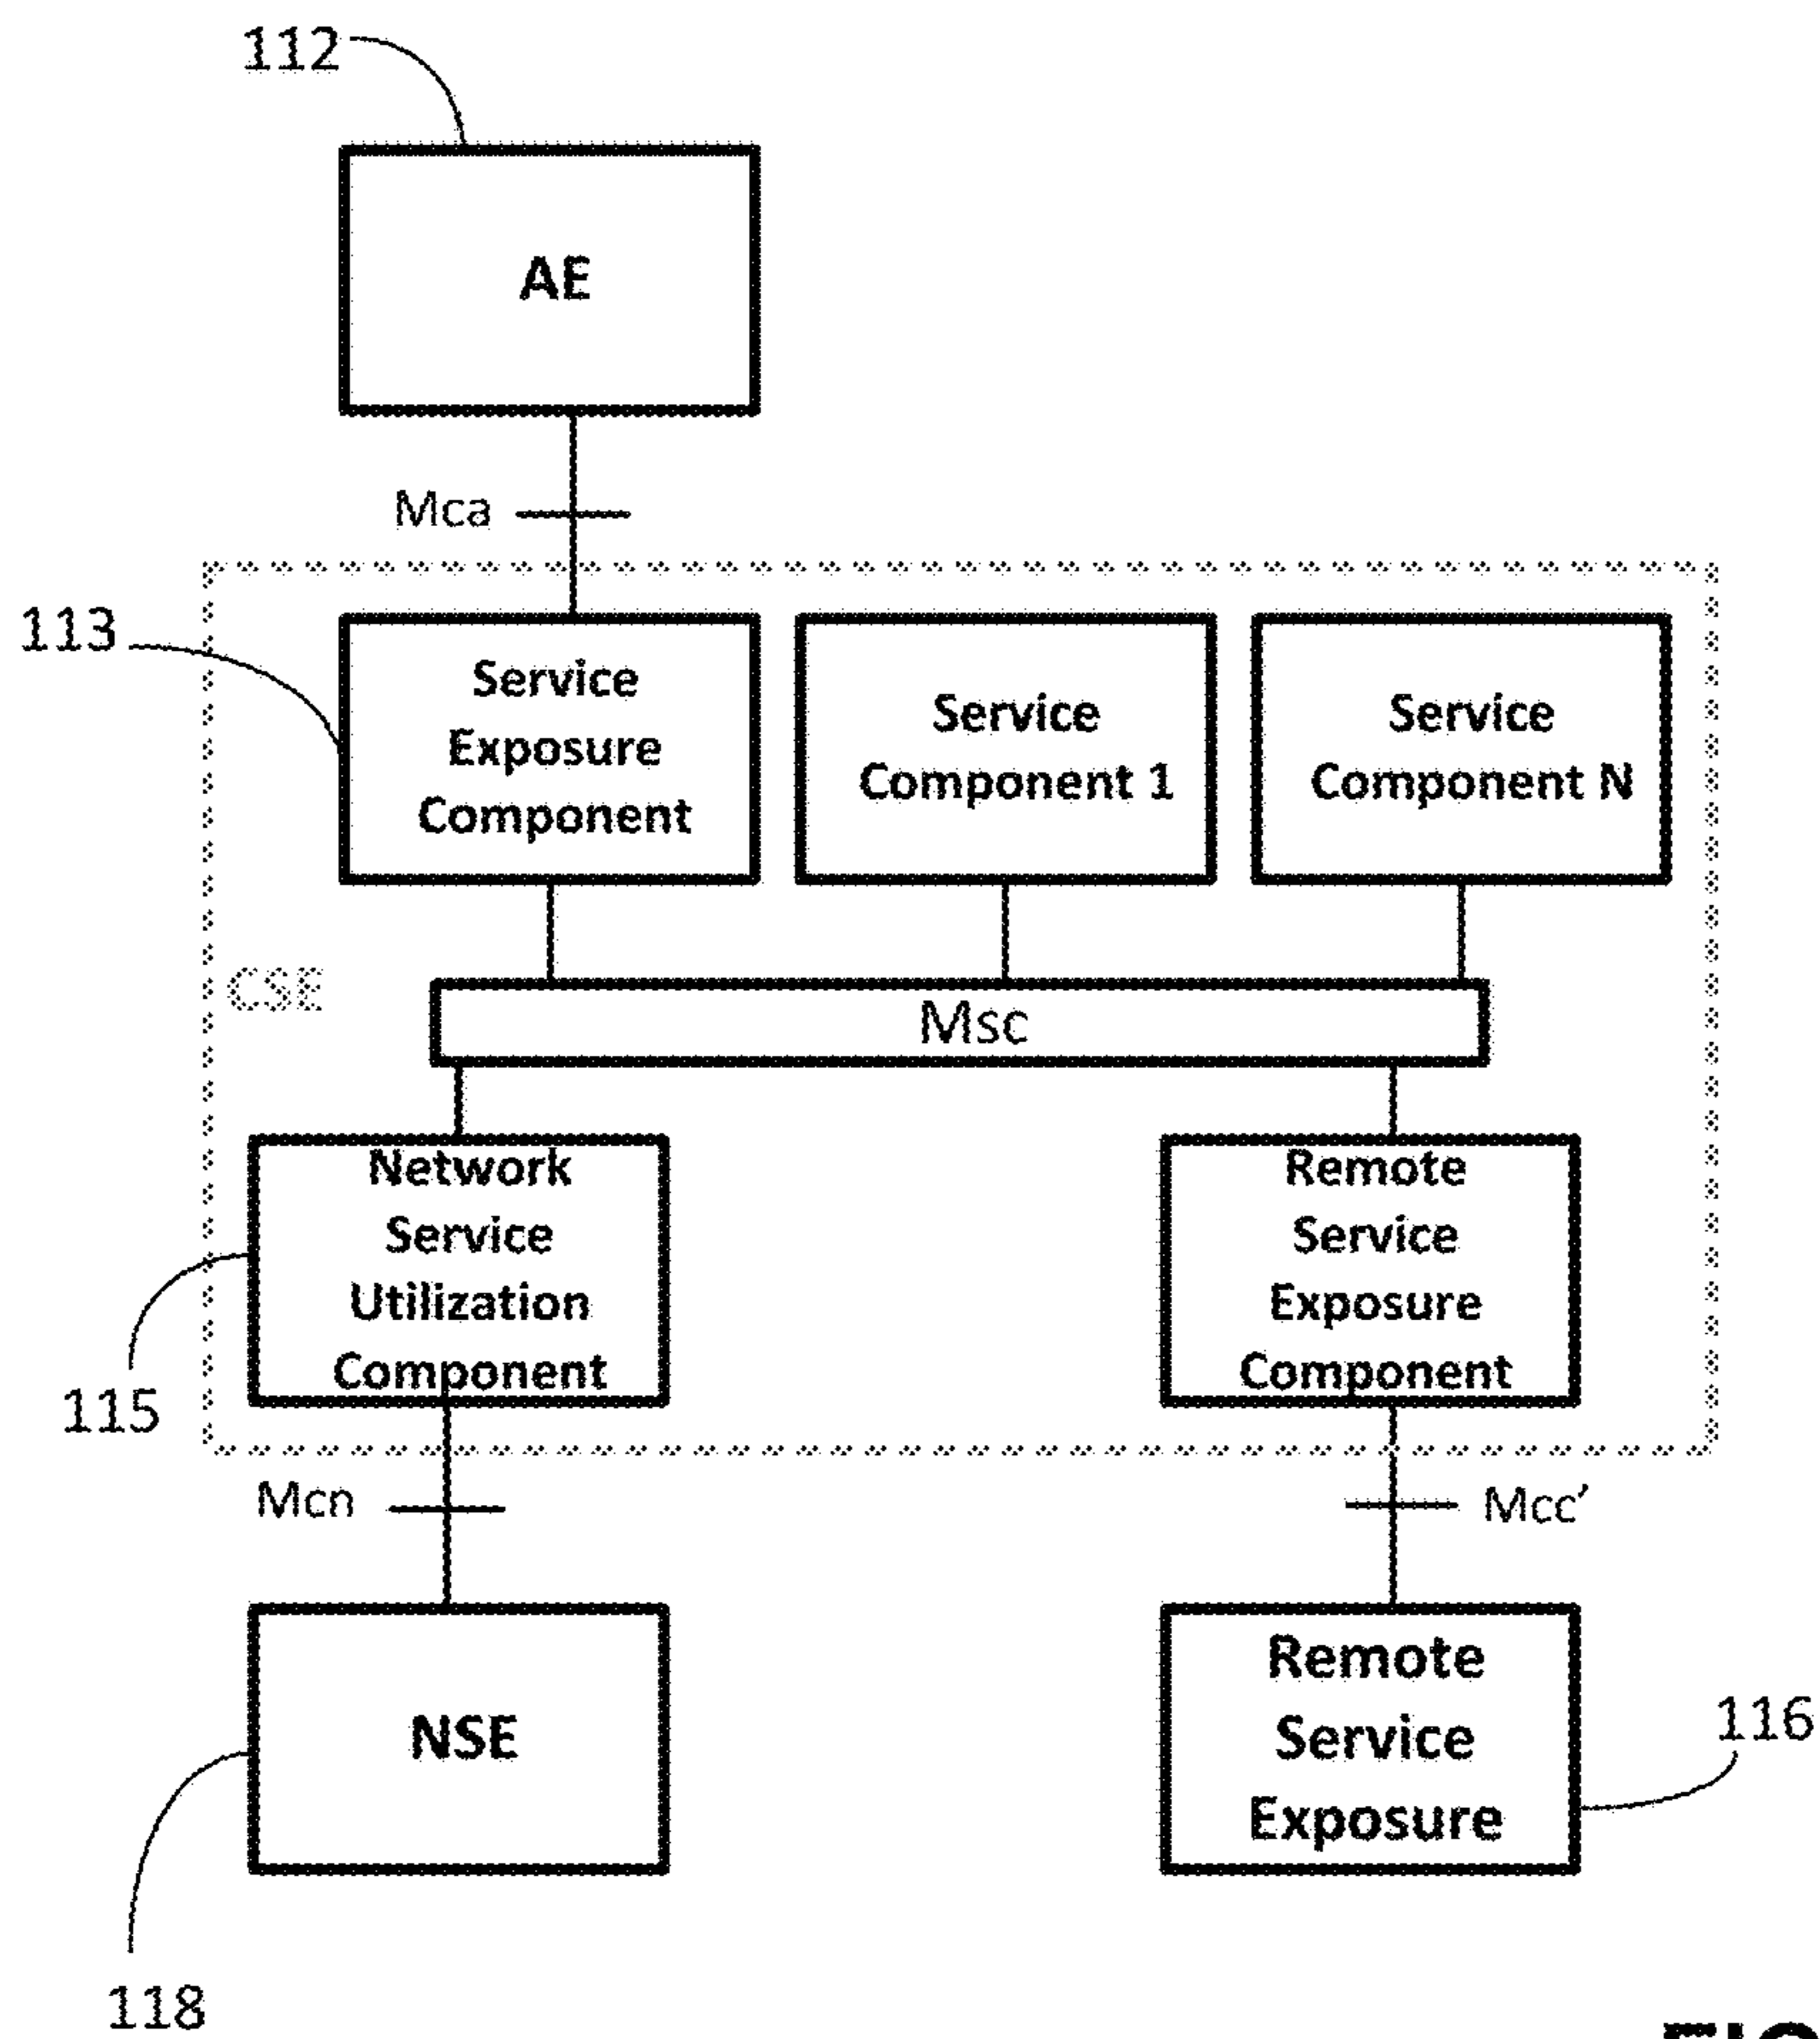 112
AE
Mca
113
Service
Exposure
Component
Service
Component 1
Service
Component N
CSE
Msc
Network
Service
Utilization
Component
Remote
Service
Exposure
Component
115
Mcn
Mcc’
NSE
Remote
Service
Exposure
116
118